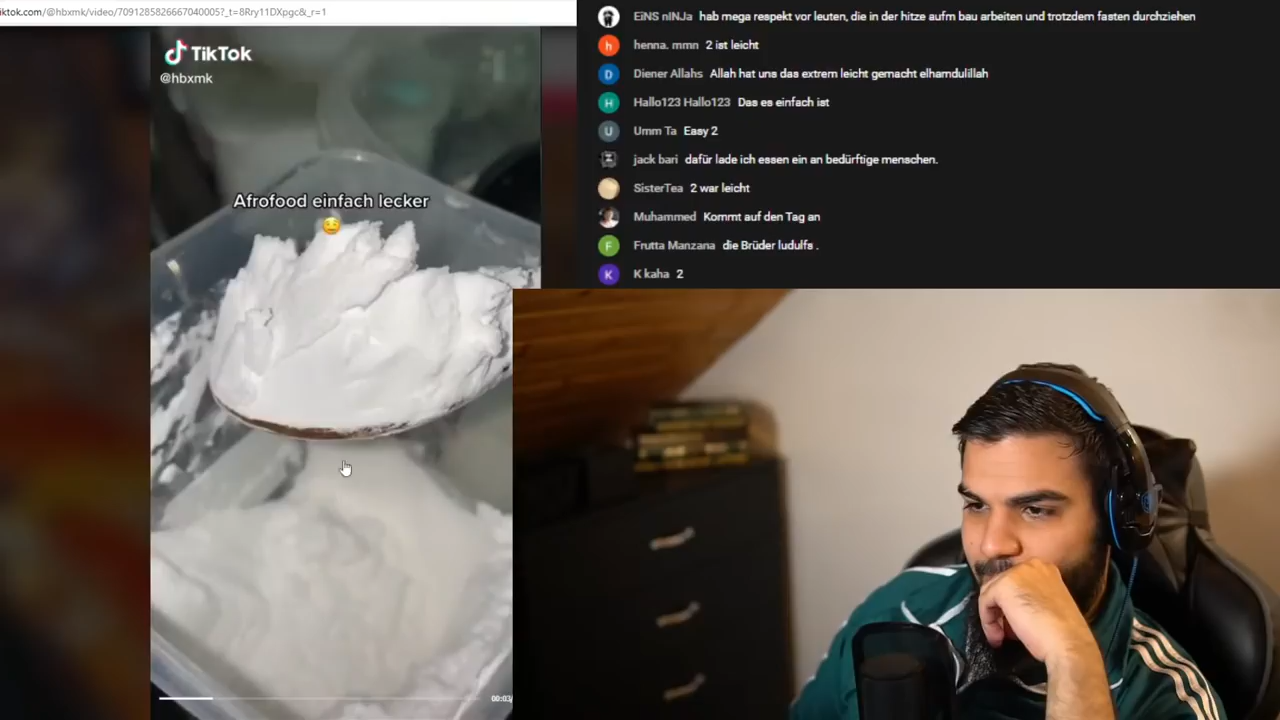 iktok.com/@hbxmk/video/7091285826667040005?_t=8Rry11DXpgc&_r=1
TikTok
@hbxmk
Afrofood einfach lecker
00:03/
EiNS nINJa hab mega respekt vor leuten, die in der hitze aufm bau arbeiten und trotzdem fasten durchziehen
h
henna. mmn 2 ist leicht
D
Diener Allahs Allah hat uns das extrem leicht gemacht elhamdulillah
H
Hallo123 Hallo123 Das es einfach ist
U
Umm Ta Easy 2
jack bari dafür lade ich essen ein an bedürftige menschen.
SisterTea 2 war leicht
Muhammed Kommt auf den Tag an
F
Frutta Manzana die Brüder ludulfs .
K
K kaha 2